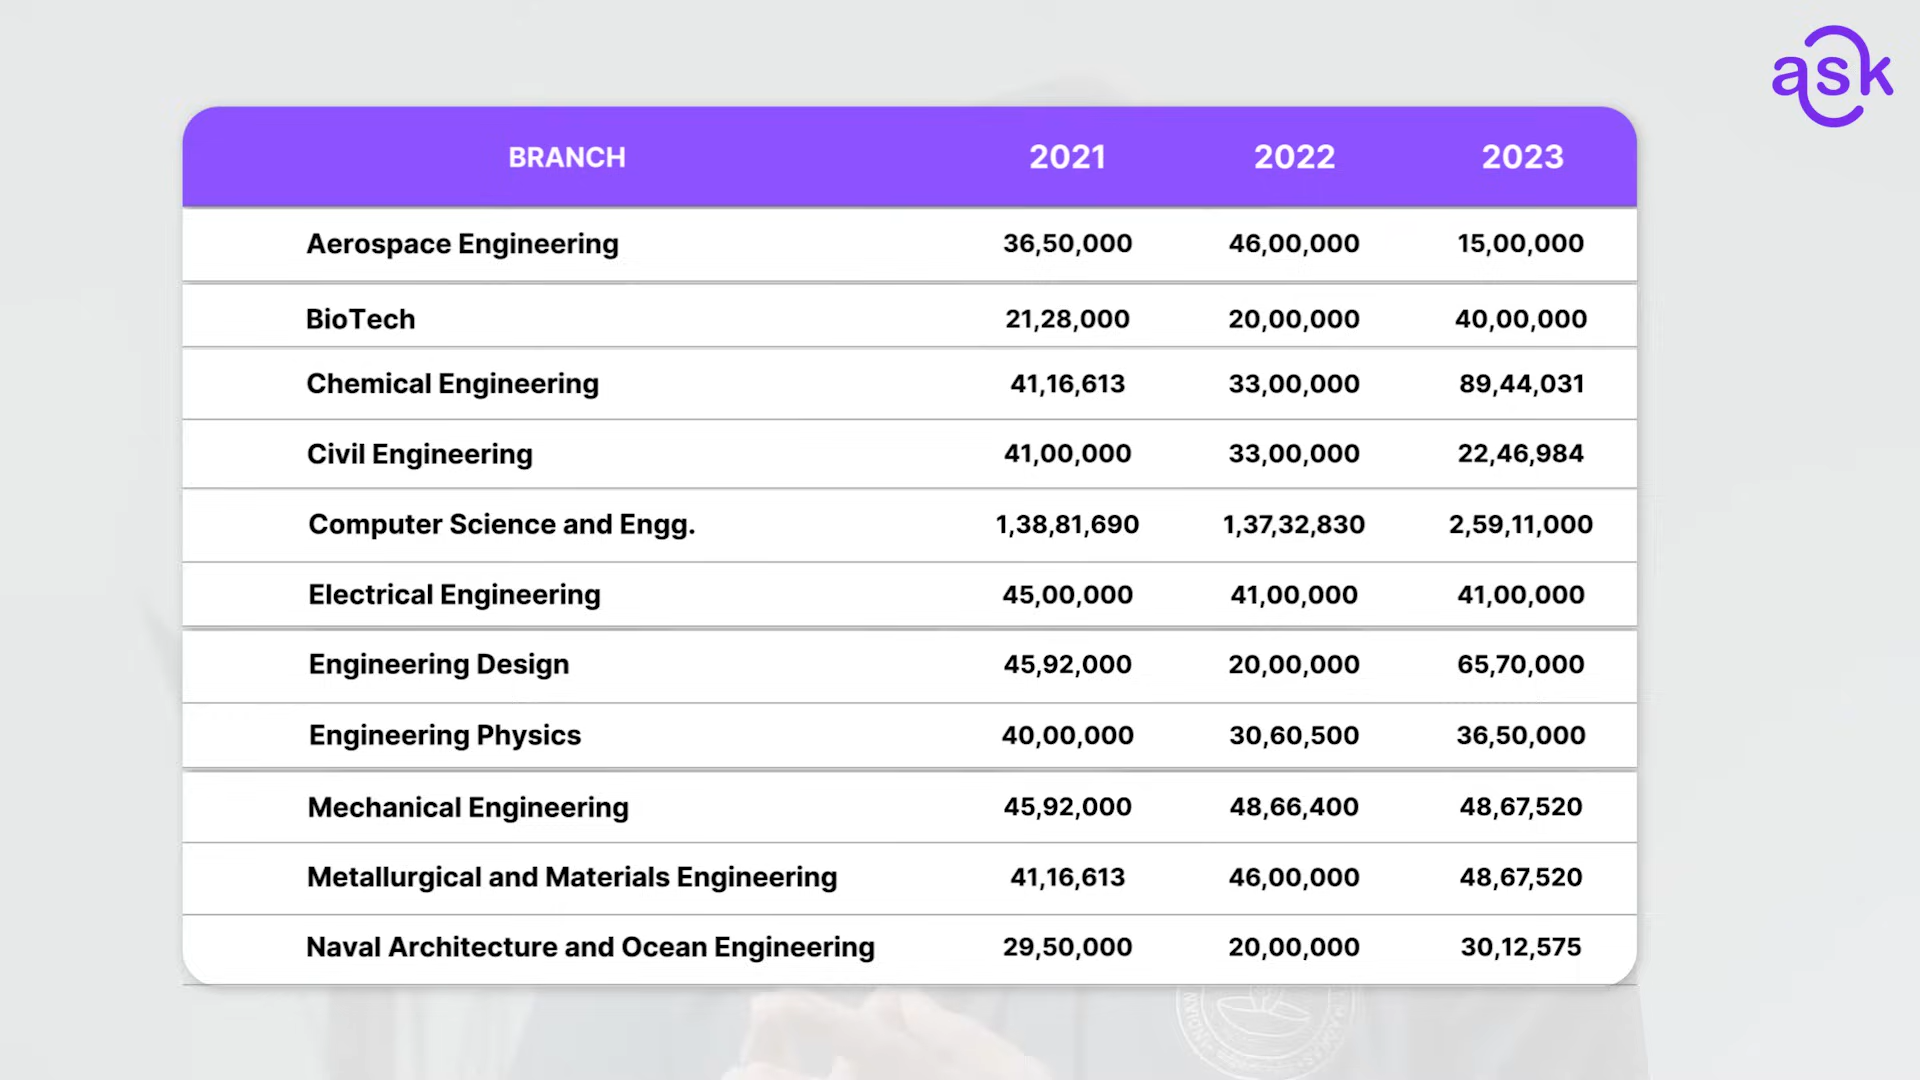 ask
BRANCH 2021 2022 2023
Aerospace Engineering 36,50,000 46,00,000 15,00,000
BioTech 21,28,000 20,00,000 40,00,000
Chemical Engineering 41,16,613 33,00,000 89,44,031
Civil Engineering 41,00,000 33,00,000 22,46,984
Computer Science and Engg. 1,38,81,690 1,37,32,830 2,59,11,000
Electrical Engineering 45,00,000 41,00,000 41,00,000
Engineering Design 45,92,000 20,00,000 65,70,000
Engineering Physics 40,00,000 30,60,500 36,50,000
Mechanical Engineering 45,92,000 48,66,400 48,67,520
Metallurgical and Materials Engineering 41,16,613 46,00,000 48,67,520
Naval Architecture and Ocean Engineering 29,50,000 20,00,000 30,12,575